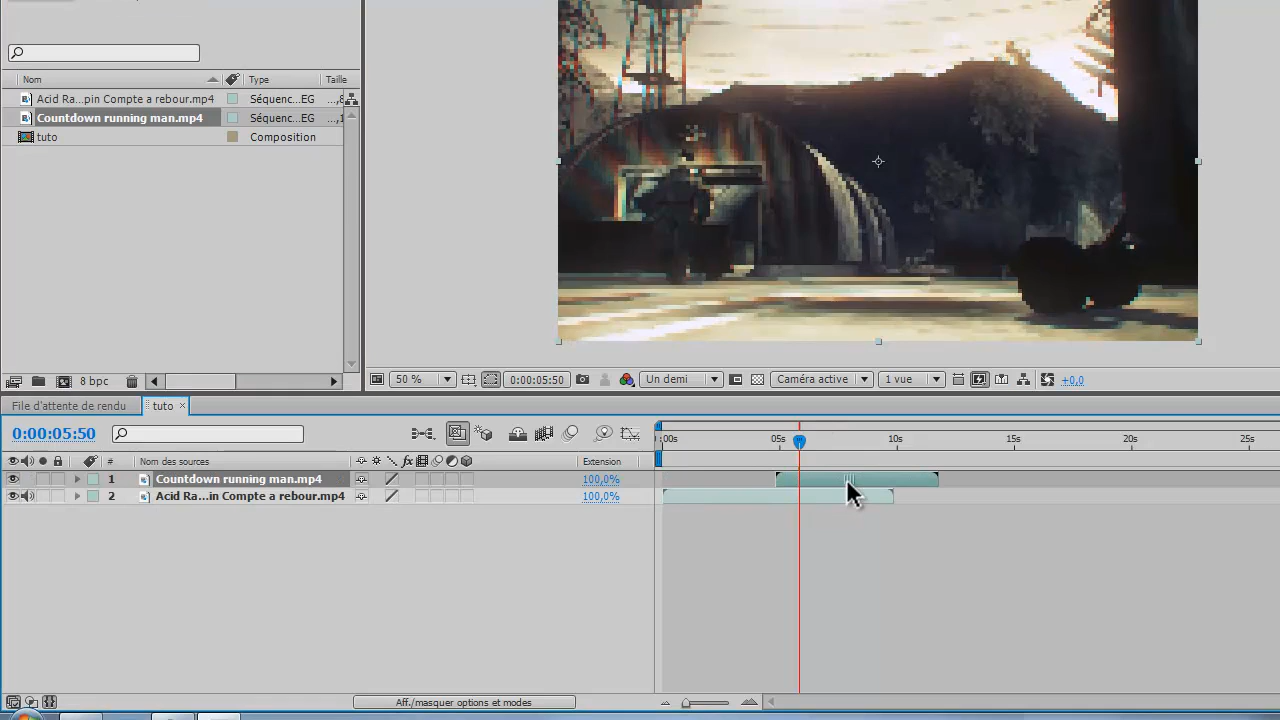 Nom Type Taille
Acid Ra...pin Compte a rebour.mp4 Séquenc...EG
Countdown running man.mp4 Séquenc...EG
tuto Composition
8 bpc
50 % 0:00:05:50 Un demi Caméra active 1 vue +0,0
File d'attente de rendu tuto ×
0:00:05:50
:00s 05s 10s 15s 20s 25s
# Nom des sources fx Extension
1 Countdown running man.mp4 100,0%
2 Acid Ra...in Compte a rebour.mp4 100,0%
Aff./masquer options et modes